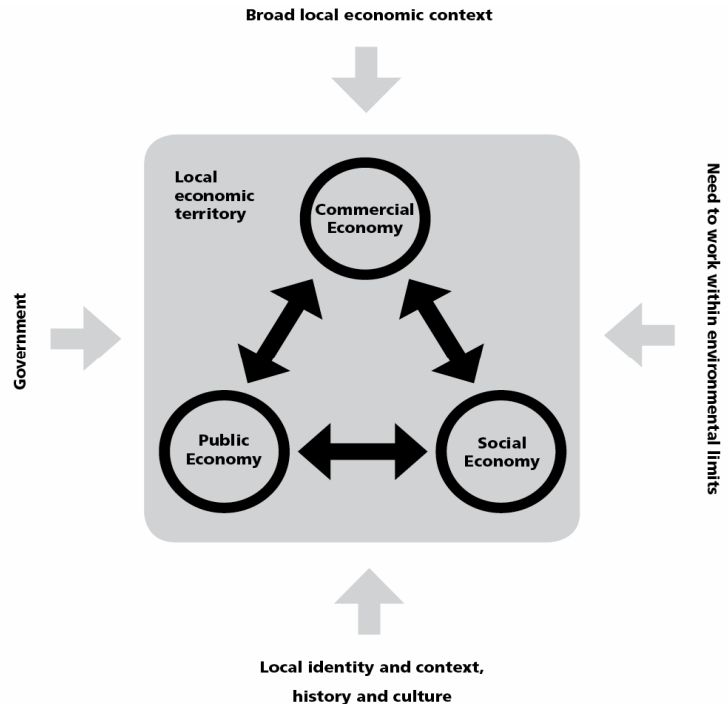 Broad local economic context
Local
economic
territory
Commercial
Economy
Need to work within environmental limits
Government
Public
Economy
Social
Economy
Local identity and context,
history and culture